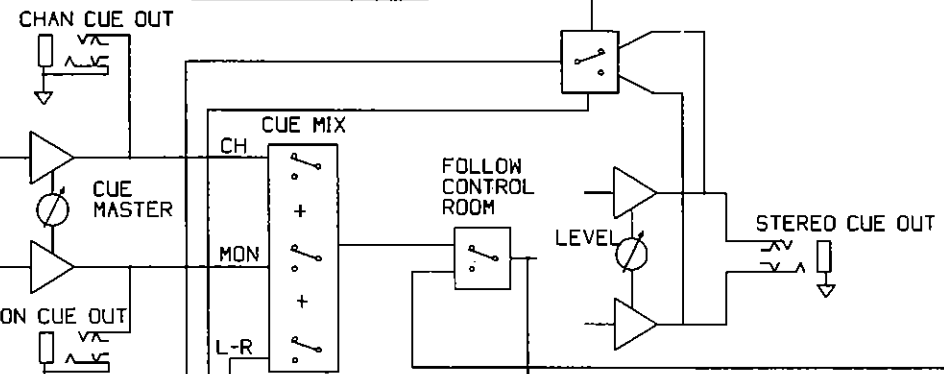 CHAN CUE OUT
CUE MIX
CH
CUE
MASTER
FOLLOW
CONTROL
ROOM
STEREO CUE OUT
LEVEL
MON
+
+
ON CUE OUT
L-R